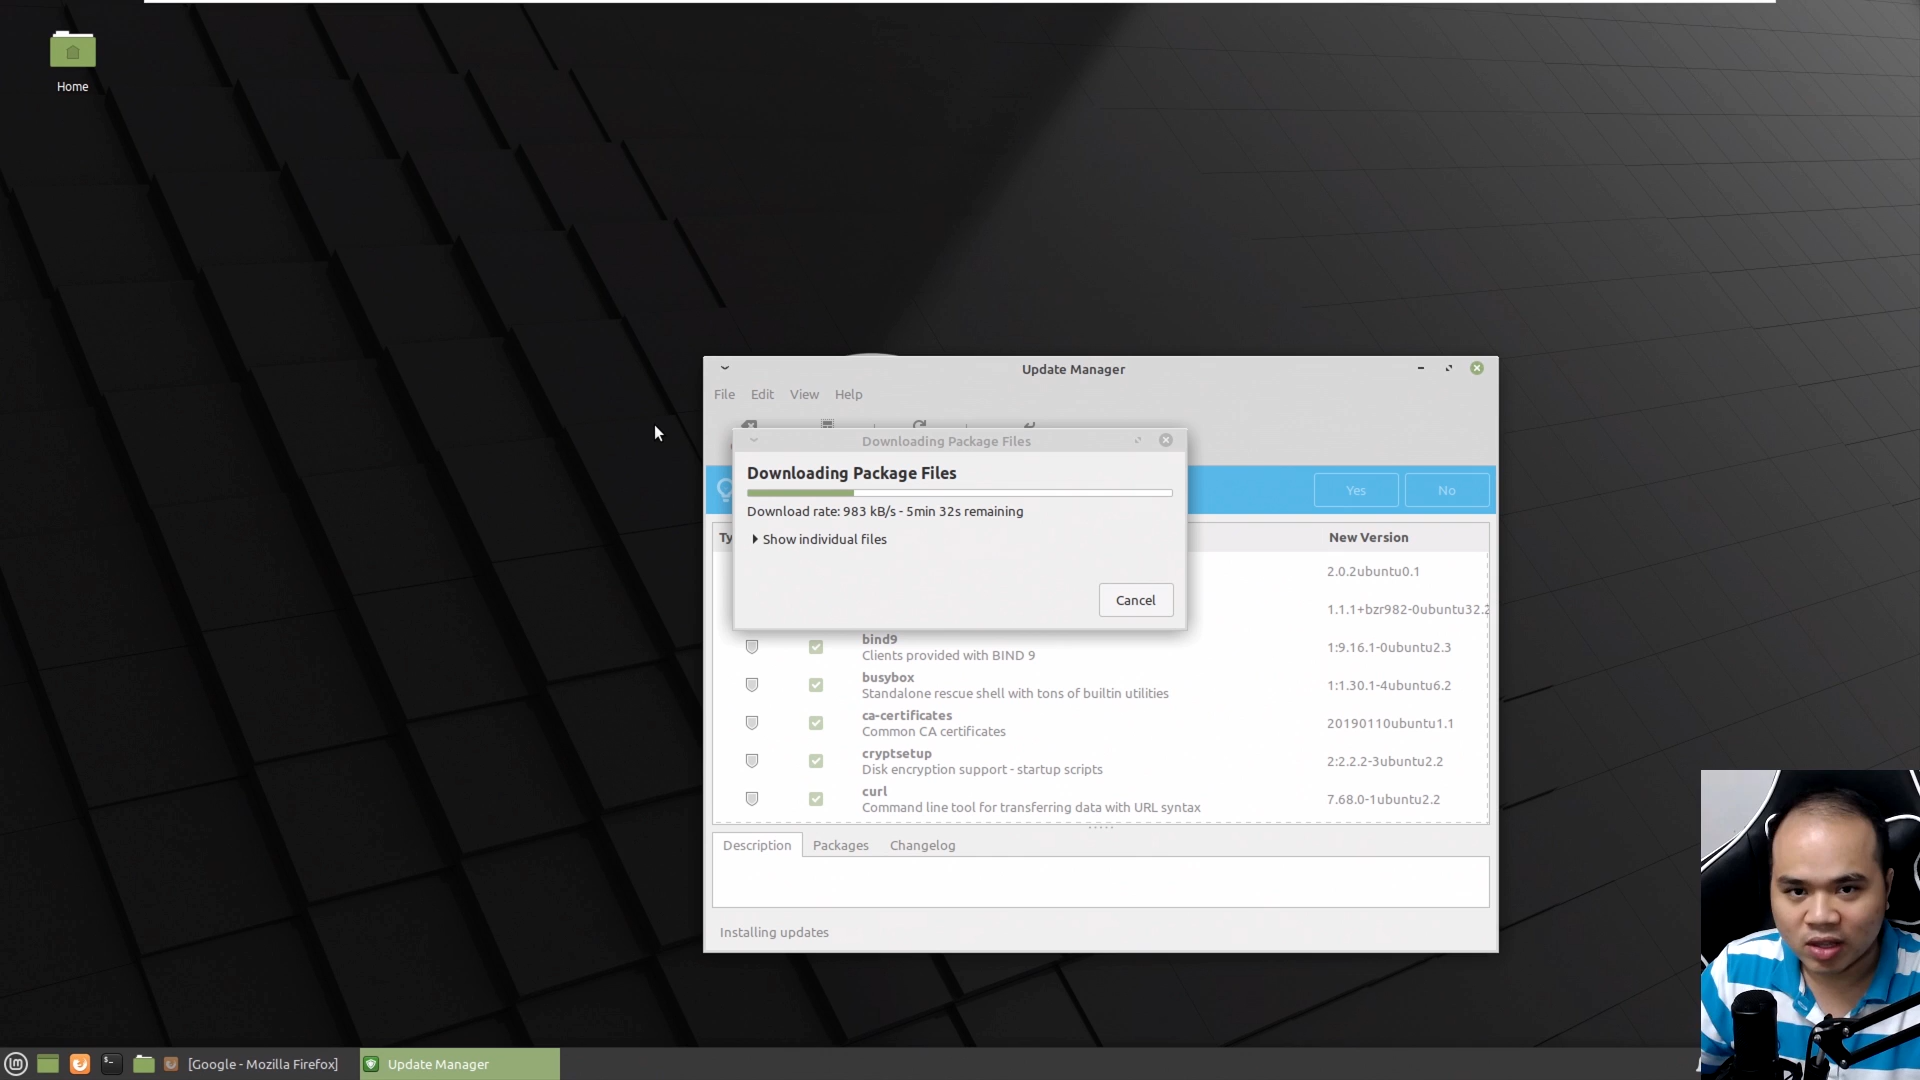 Home
Update Manager
File Edit View Help
Downloading Package Files
Downloading Package Files
Yes No
Download rate: 983 kB/s - 5min 32s remaining
Show individual files
Ty New Version
2.0.2ubuntu0.1
Cancel
1.1.1+bzr982-0ubuntu32.2
bind9
Clients provided with BIND 9
1:9.16.1-0ubuntu2.3
busybox
Standalone rescue shell with tons of builtin utilities
1:1.30.1-4ubuntu6.2
ca-certificates
Common CA certificates
20190110ubuntu1.1
cryptsetup
Disk encryption support - startup scripts
2:2.2.2-3ubuntu2.2
curl
Command line tool for transferring data with URL syntax
7.68.0-1ubuntu2.2
Description Packages Changelog
Installing updates
[Google - Mozilla Firefox] Update Manager